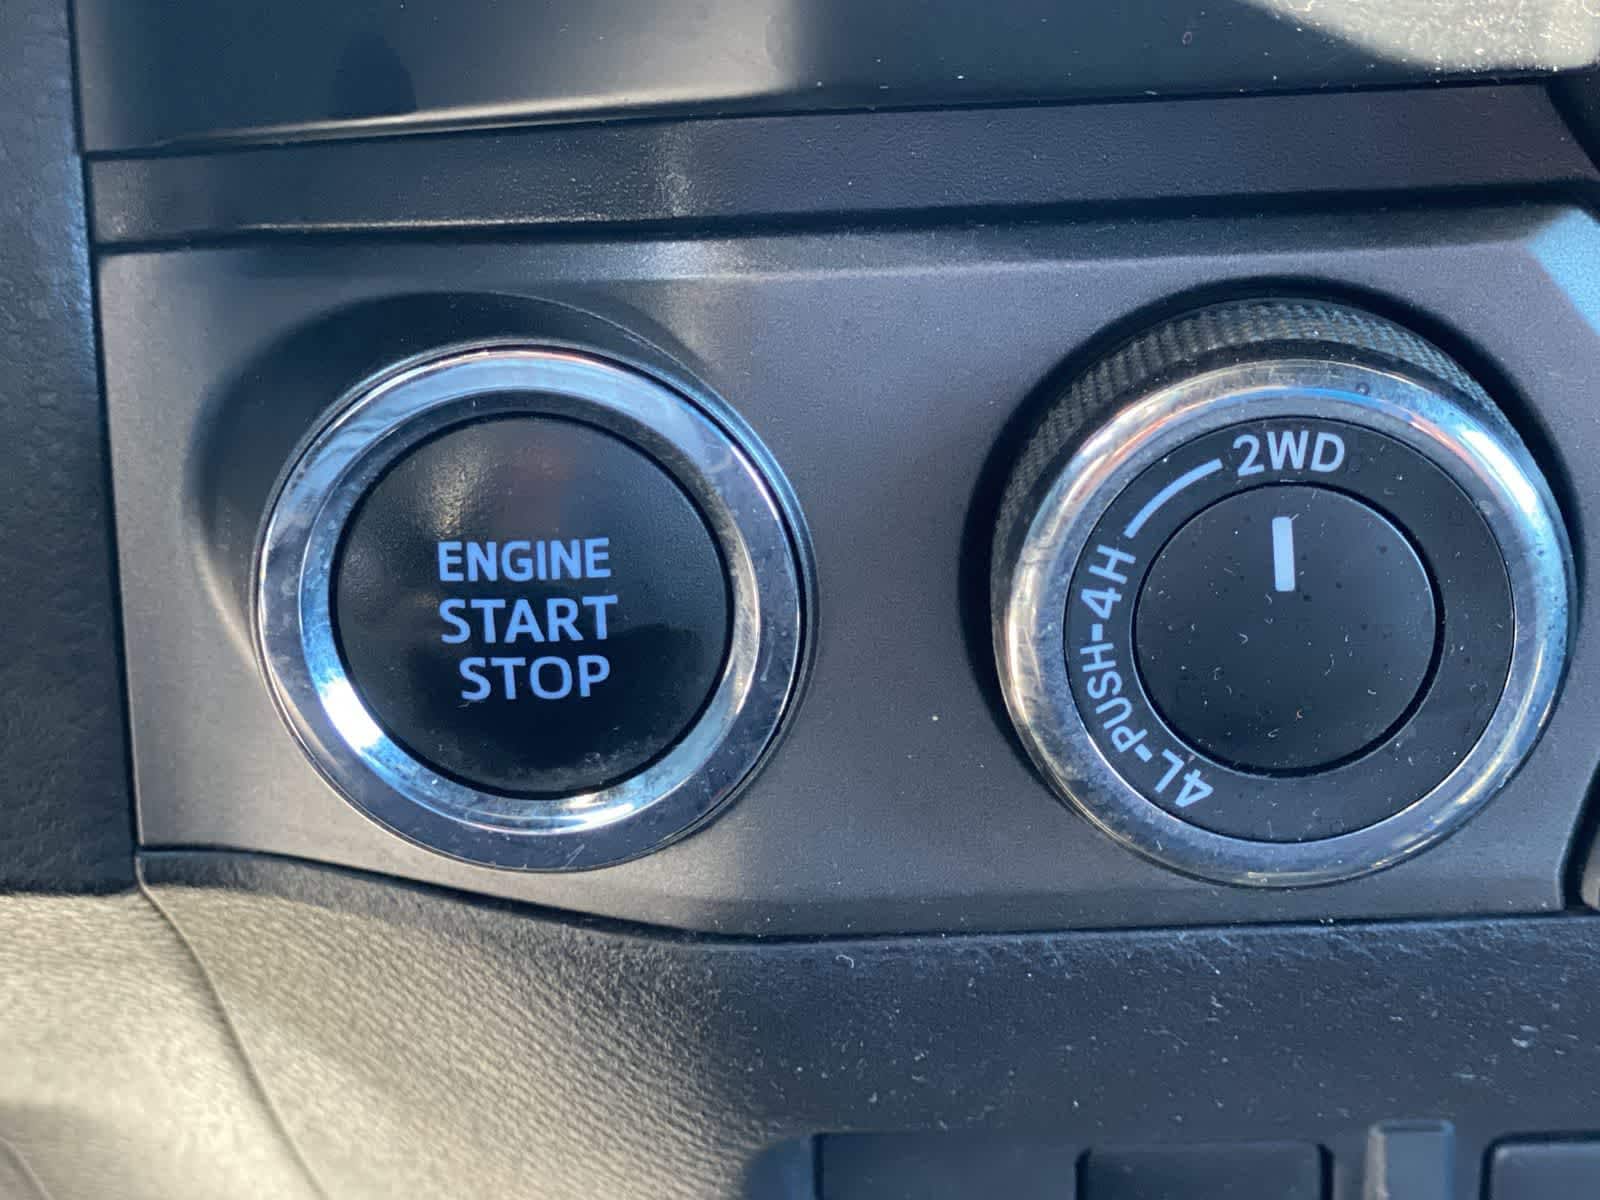 ENGINE
START
STOP
2WD
4L-PUSH-4H